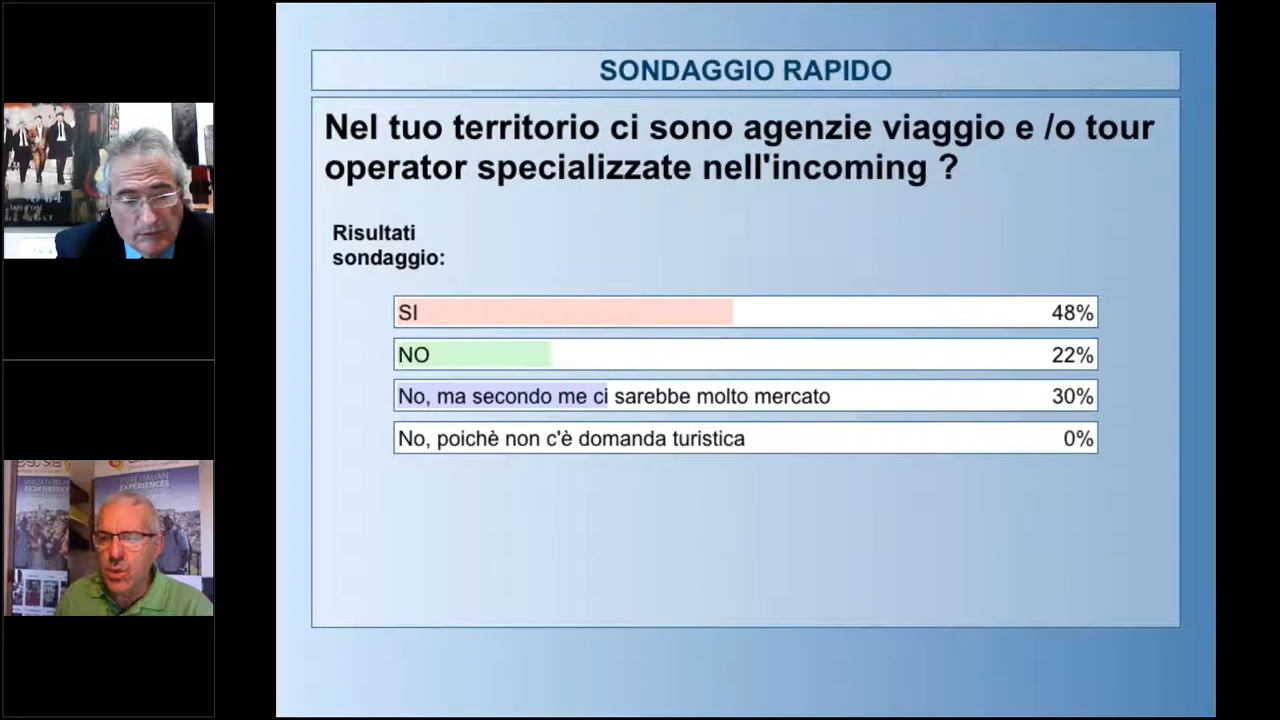 SONDAGGIO RAPIDO
Nel tuo territorio ci sono agenzie viaggio e /o tour
operator specializzate nell'incoming ?
Risultati
sondaggio:
SI 48%
NO 22%
No, ma secondo me ci sarebbe molto mercato 30%
No, poichè non c'è domanda turistica 0%
EXPERIENCES